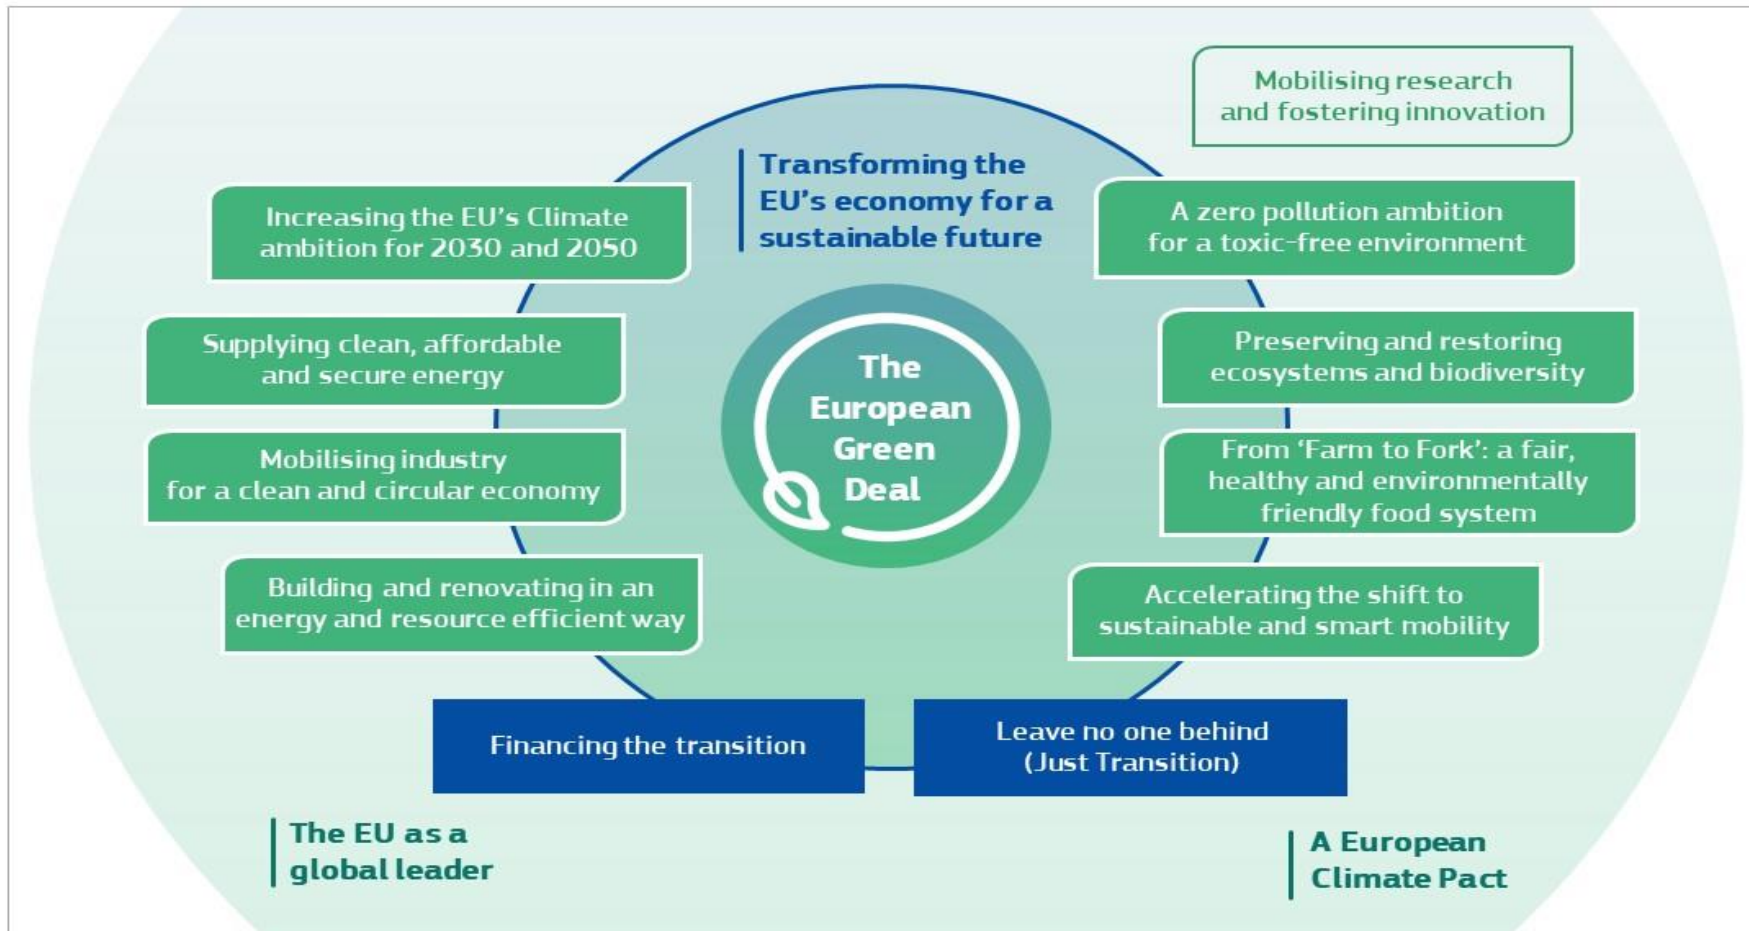 Mobilising research
and fostering innovation
Transforming the
EU's economy for a
sustainable future
Increasing the EU's Climate
ambition for 2030 and 2050
Supplying clean, affordable
and secure energy
Mobilising industry
for a clean and circular economy
Building and renovating in an
energy and resource efficient way
The
European
Green
Deal
A zero pollution ambition
for a toxic-free environment
Preserving and restoring
ecosystems and biodiversity
From ‘Farm to Fork’: a fair,
healthy and environmentally
friendly food system
Accelerating the shift to
sustainable and smart mobility
Financing the transition
Leave no one behind
(Just Transition)
The EU as a
global leader
A European
Climate Pact